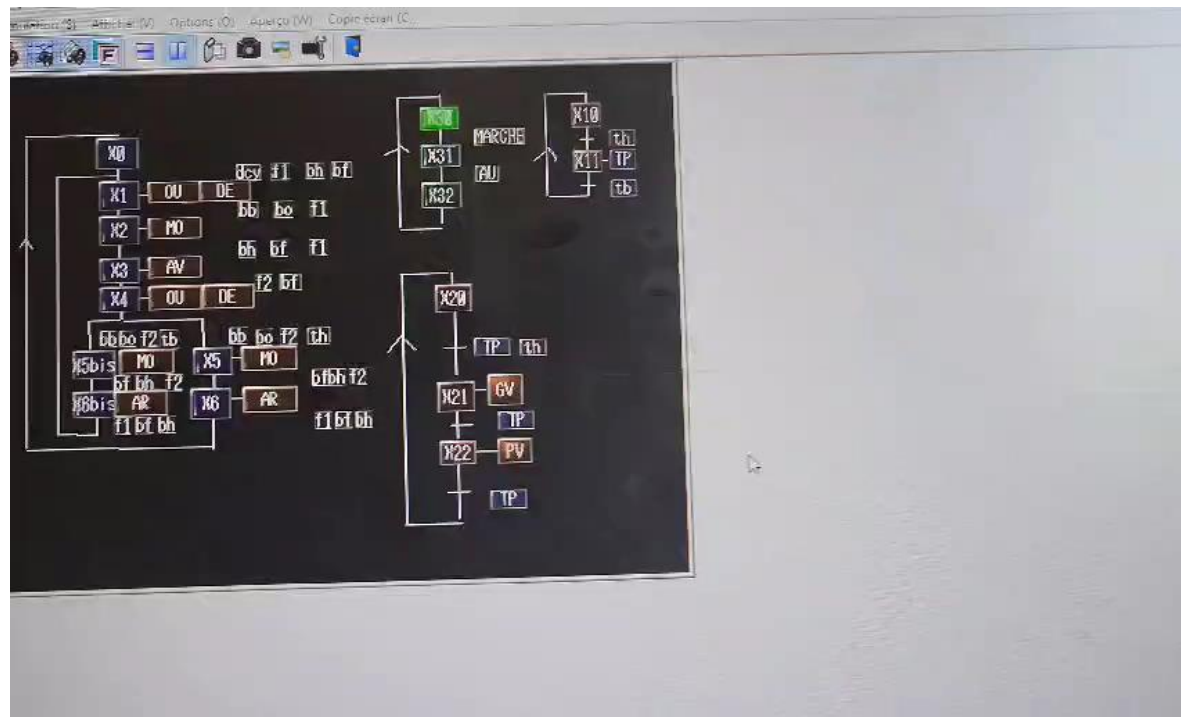 Afficher (V) Options (O) Aperçu (W) Copie écran (C...
F
X0
dcy f1 bh bf
X1 OU DE
bb bo f1
X2 MO
bh bf f1
X3 AV
f2 bf
X4 OU DE
bb bo f2 tb
bb bo f2 th
X5bis MO
X5 MO
bf bh f2
bf bh f2
X6bis AR
X6 AR
f1 bf bh
f1 bf bh
X30
MARCHE
X31
AU
X32
X10
th
X11 TP
tb
X20
TP th
X21 GV
TP
X22 PV
TP